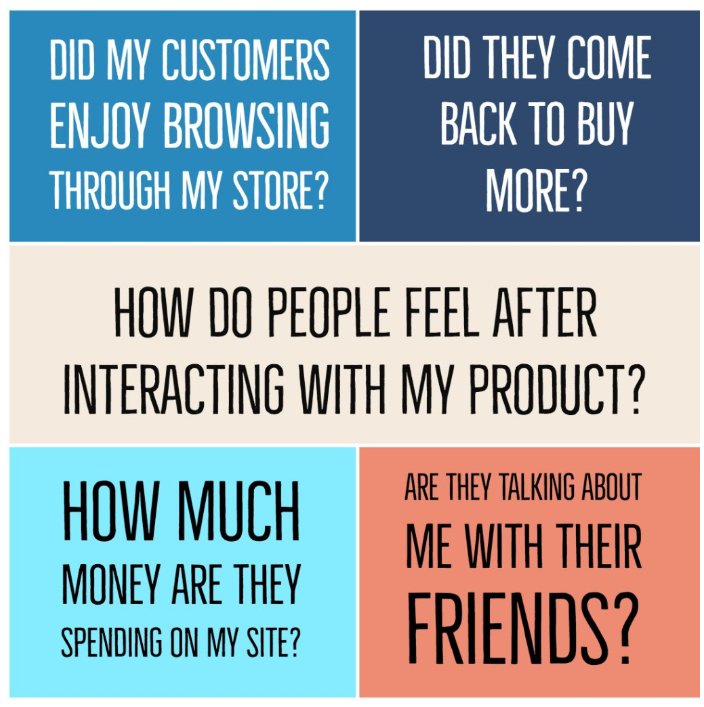 DID MY CUSTOMERS
ENJOY BROWSING
THROUGH MY STORE?
DID THEY COME
BACK TO BUY
MORE?
HOW DO PEOPLE FEEL AFTER
INTERACTING WITH MY PRODUCT?
HOW MUCH
MONEY ARE THEY
SPENDING ON MY SITE?
ARE THEY TALKING ABOUT
ME WITH THEIR
FRIENDS?